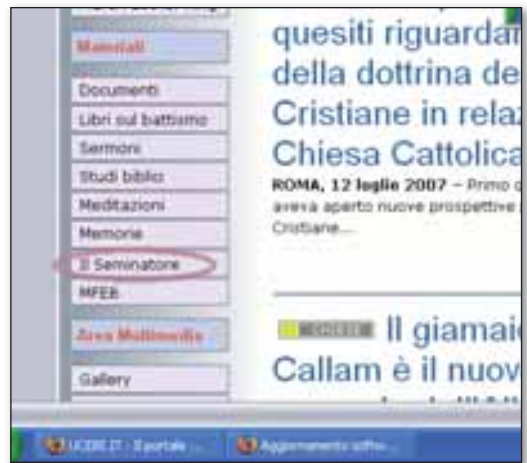 Materiali
Documenti
Libri sul battismo
Sermoni
Studi biblici
Meditazioni
Memorie
Il Seminatore
MFEB
Area Multimedia
Gallery
quesiti riguardan
della dottrina de
Cristiane in rela
Chiesa Cattolica
ROMA, 12 luglio 2007 – Primo
aveva aperto nuove prospettive
Cristiane...
Il giamaic
Callam è il nuov
UCEBI.IT - Il portale ...
Aggiornamento softw...